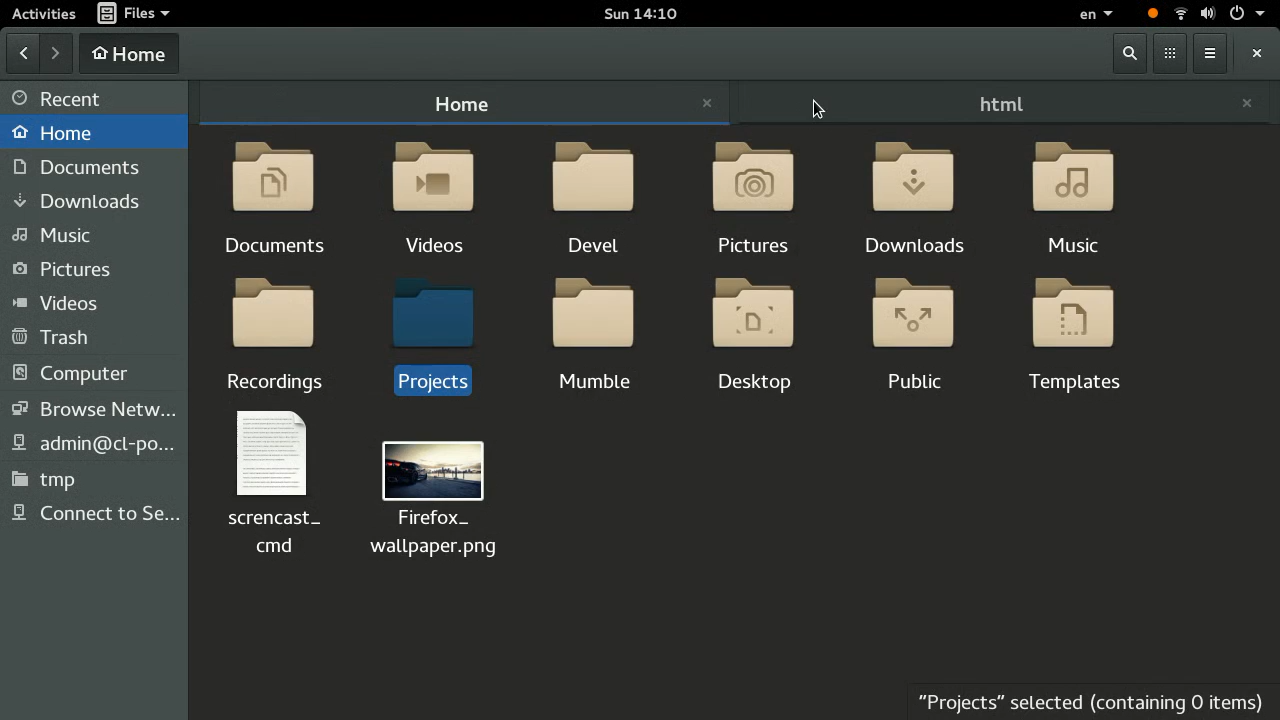 Activities Files Sun 14:10 en
Home
Recent
Home
Documents
Downloads
Music
Pictures
Videos
Trash
Computer
Browse Netw...
admin@cl-po...
tmp
Connect to Se...
Home html
Documents Videos Devel Pictures Downloads Music
Recordings Projects Mumble Desktop Public Templates
screncast_ Firefox_
cmd wallpaper.png
"Projects" selected (containing 0 items)